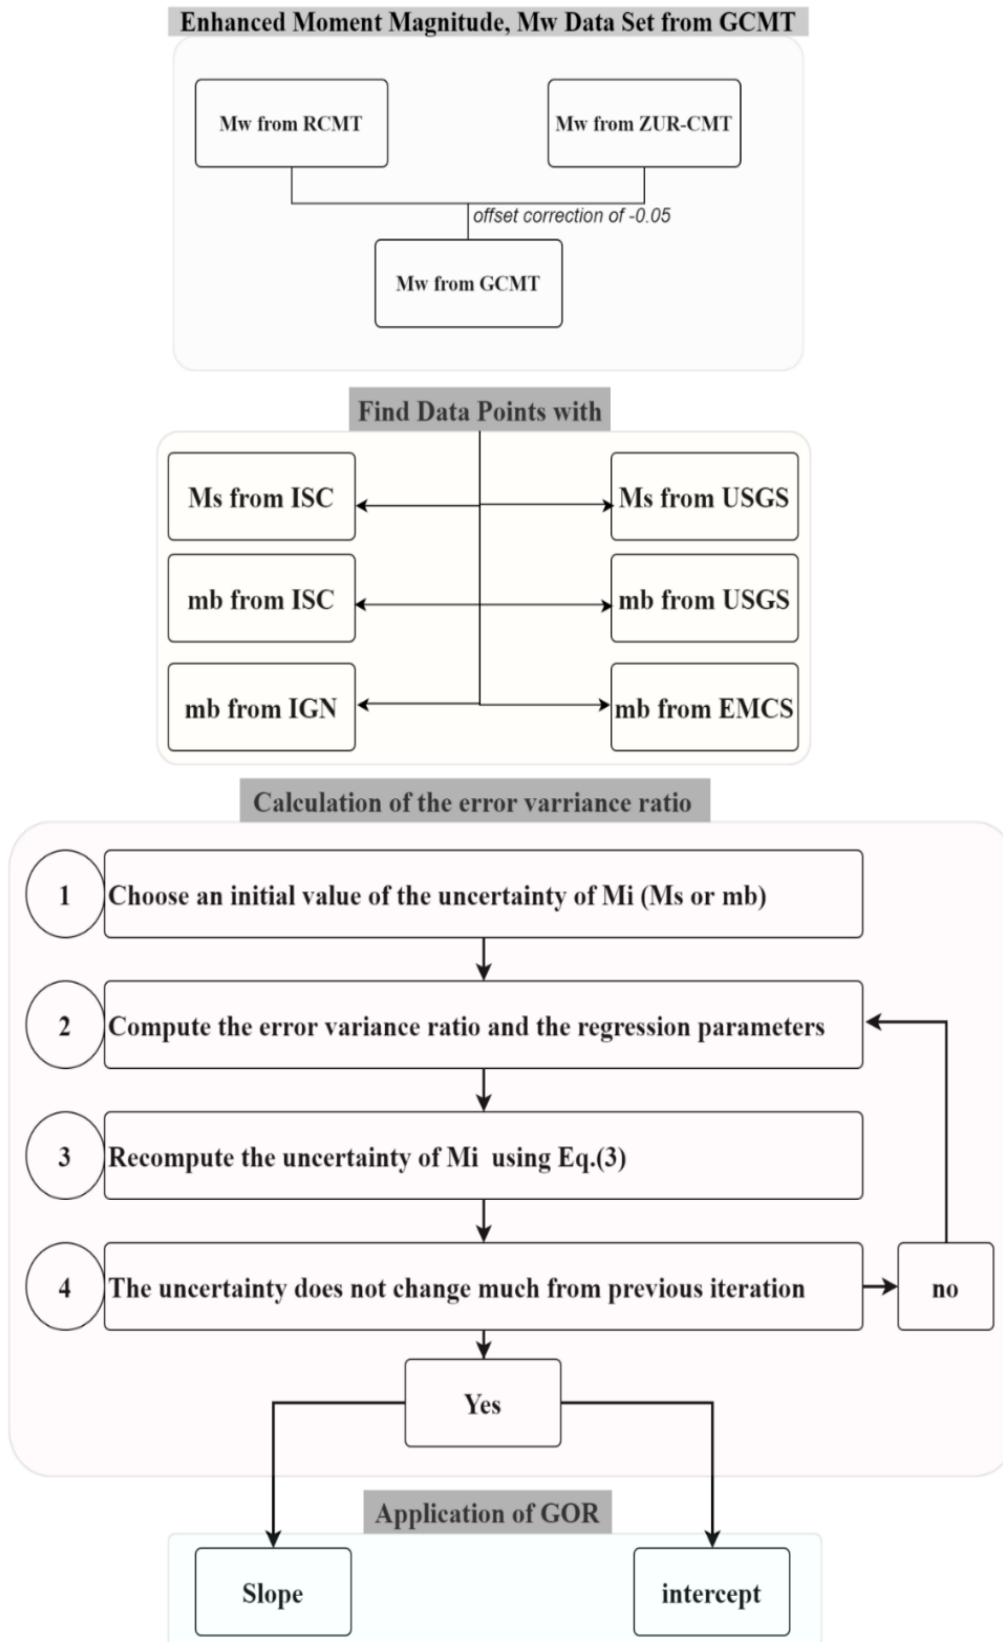 Enhanced Moment Magnitude, Mw Data Set from GCMT
Mw from RCMT
Mw from ZUR-CMT
offset correction of -0.05
Mw from GCMT
Find Data Points with
Ms from ISC
Ms from USGS
mb from ISC
mb from USGS
mb from IGN
mb from EMCS
Calculation of the error varriance ratio
1
Choose an initial value of the uncertainty of Mi (Ms or mb)
2
Compute the error variance ratio and the regression parameters
3
Recompute the uncertainty of Mi using Eq.(3)
4
The uncertainty does not change much from previous iteration
no
Yes
Application of GOR
Slope
intercept